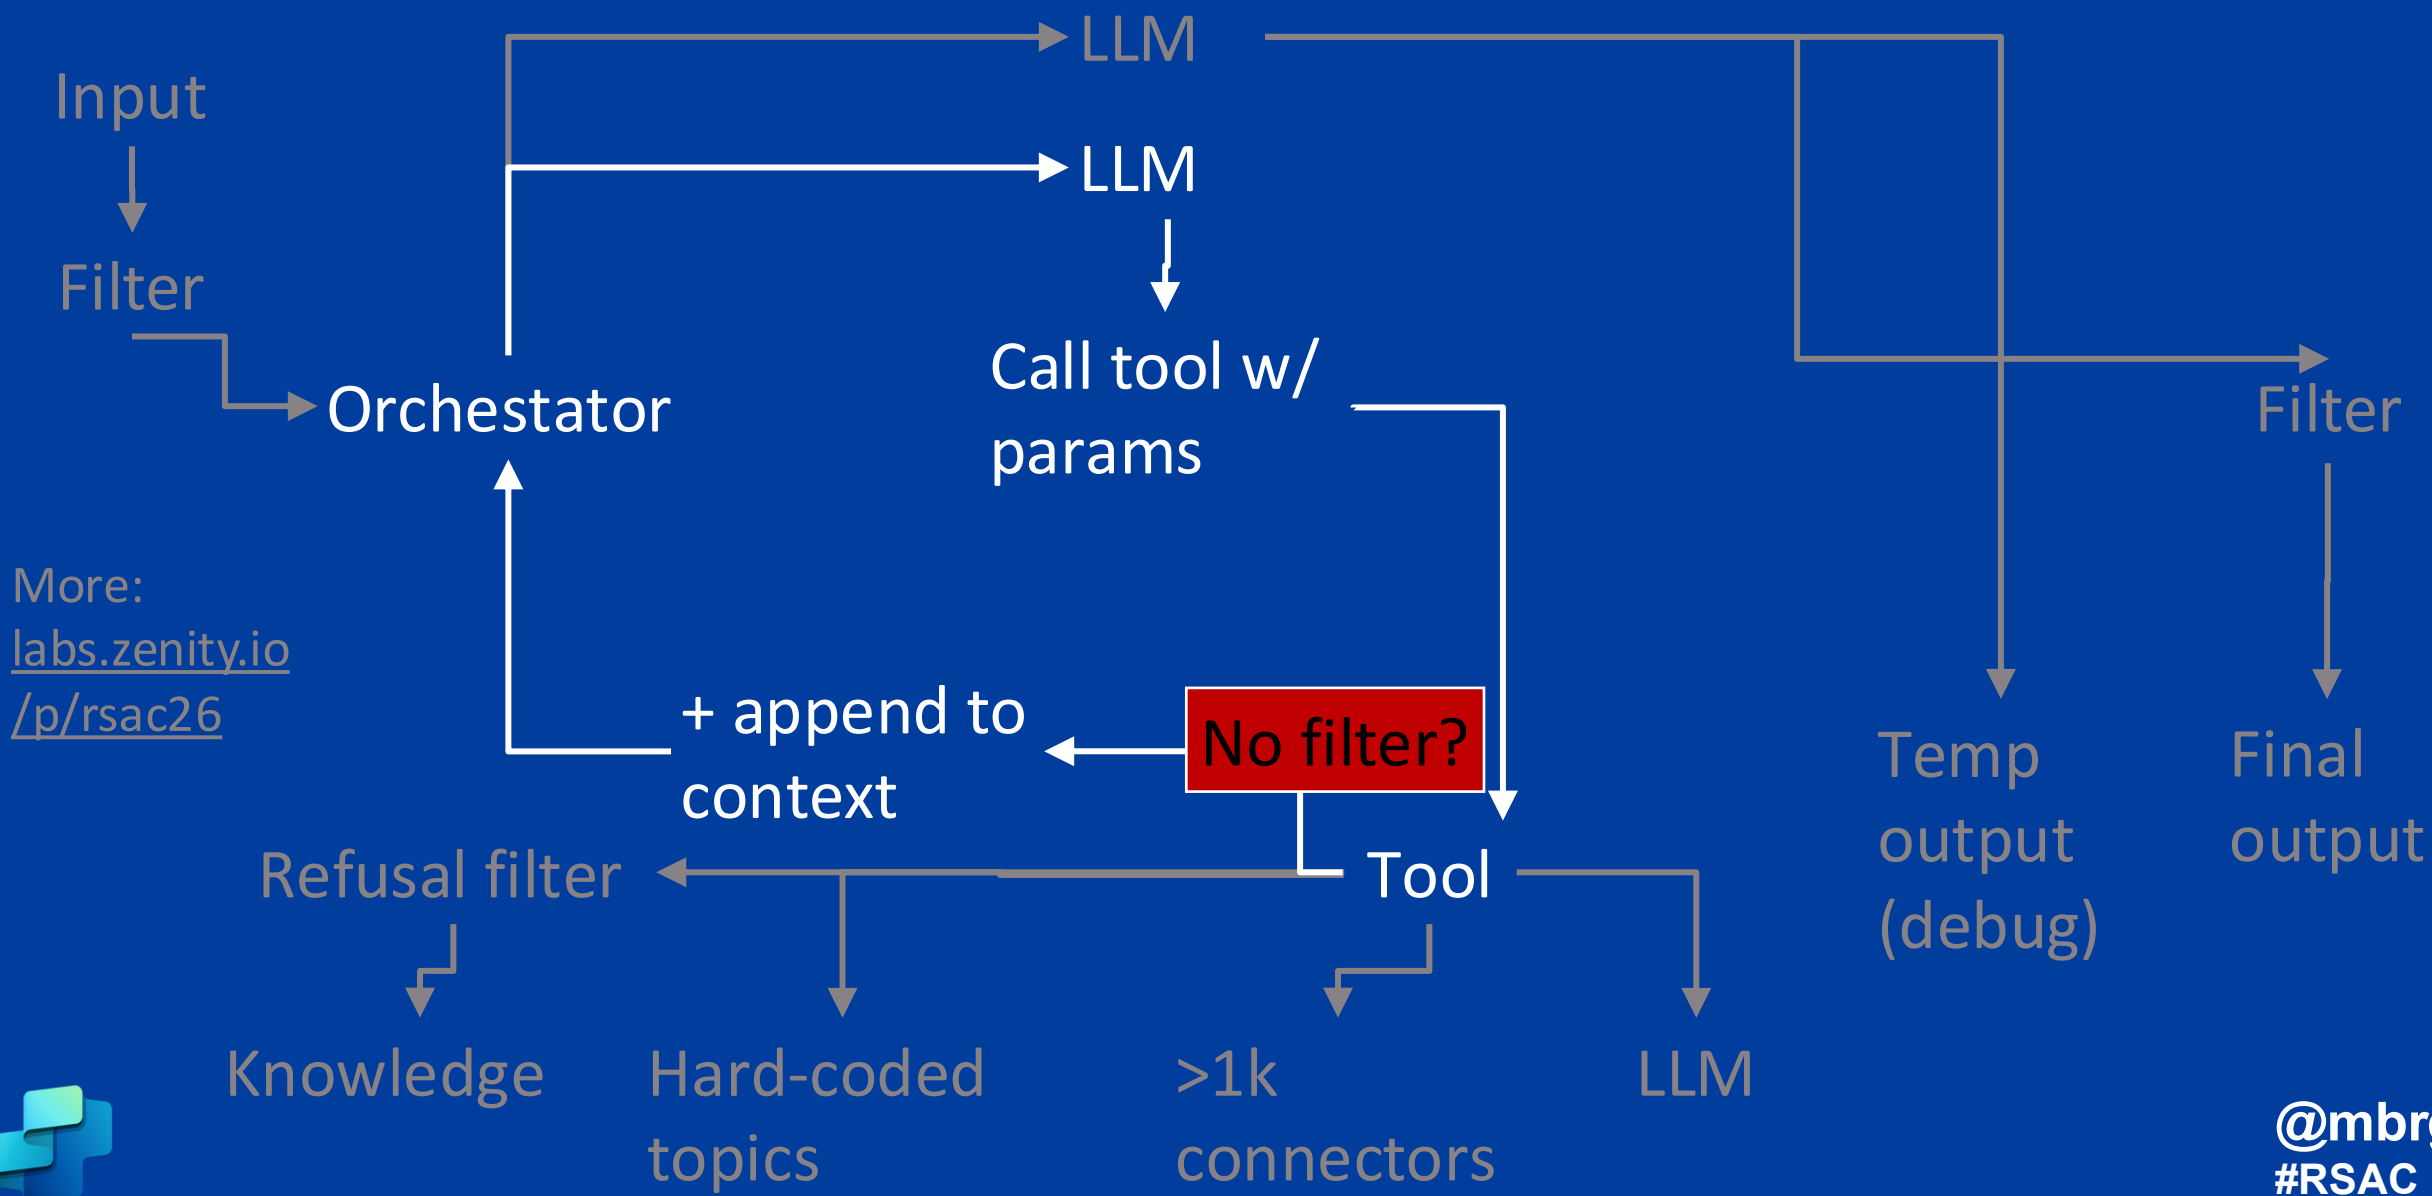 LLM
Input
LLM
Filter
Call tool w/
params
Orchestator
Filter
More:
labs.zenity.io
/p/rsac26
+ append to
context
No filter?
Temp
output
(debug)
Final
output
Refusal filter
Tool
Knowledge
Hard-coded
topics
>1k
connectors
LLM
#RSAC